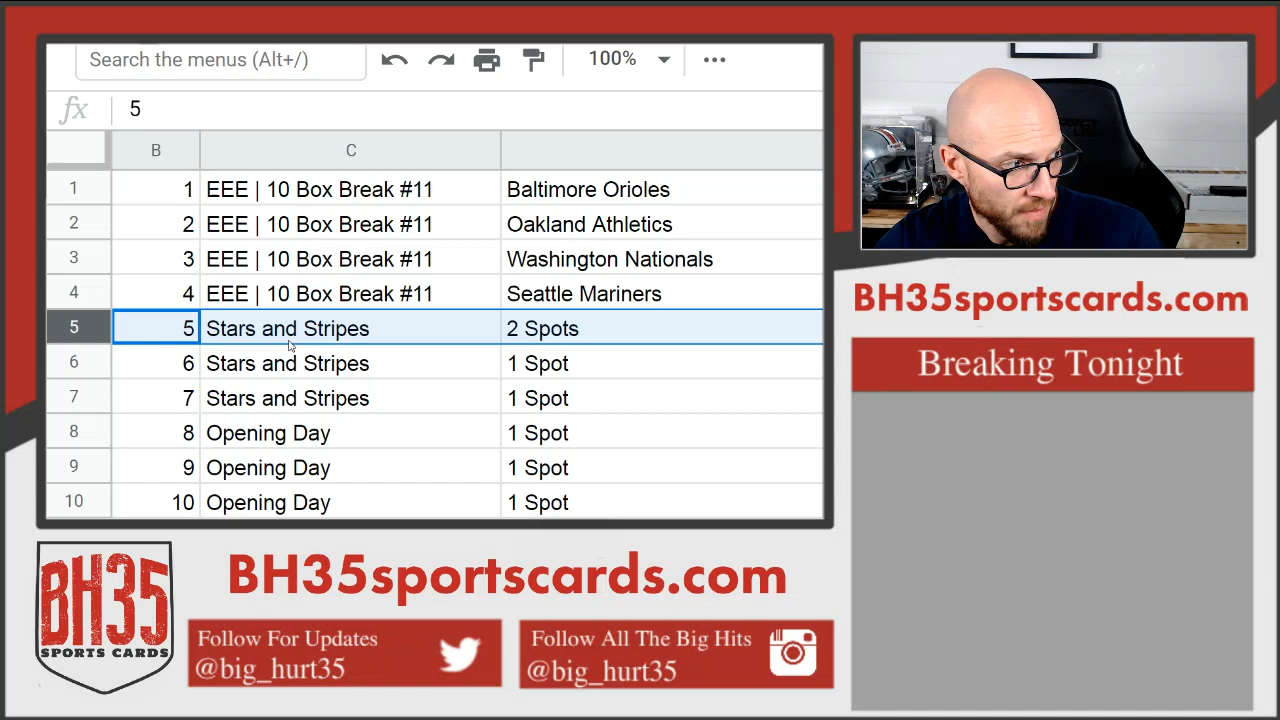 Search the menus (Alt+/)
100%
fx
5
B
C
1
1
EEE | 10 Box Break #11
Baltimore Orioles
2
2
EEE | 10 Box Break #11
Oakland Athletics
3
3
EEE | 10 Box Break #11
Washington Nationals
4
4
EEE | 10 Box Break #11
Seattle Mariners
5
5
Stars and Stripes
2 Spots
6
6
Stars and Stripes
1 Spot
7
7
Stars and Stripes
1 Spot
8
8
Opening Day
1 Spot
9
9
Opening Day
1 Spot
10
10
Opening Day
1 Spot
BH35sportscards.com
Breaking Tonight
BH35
SPORTS CARDS
BH35sportscards.com
Follow For Updates
@big_hurt35
Follow All The Big Hits
@big_hurt35